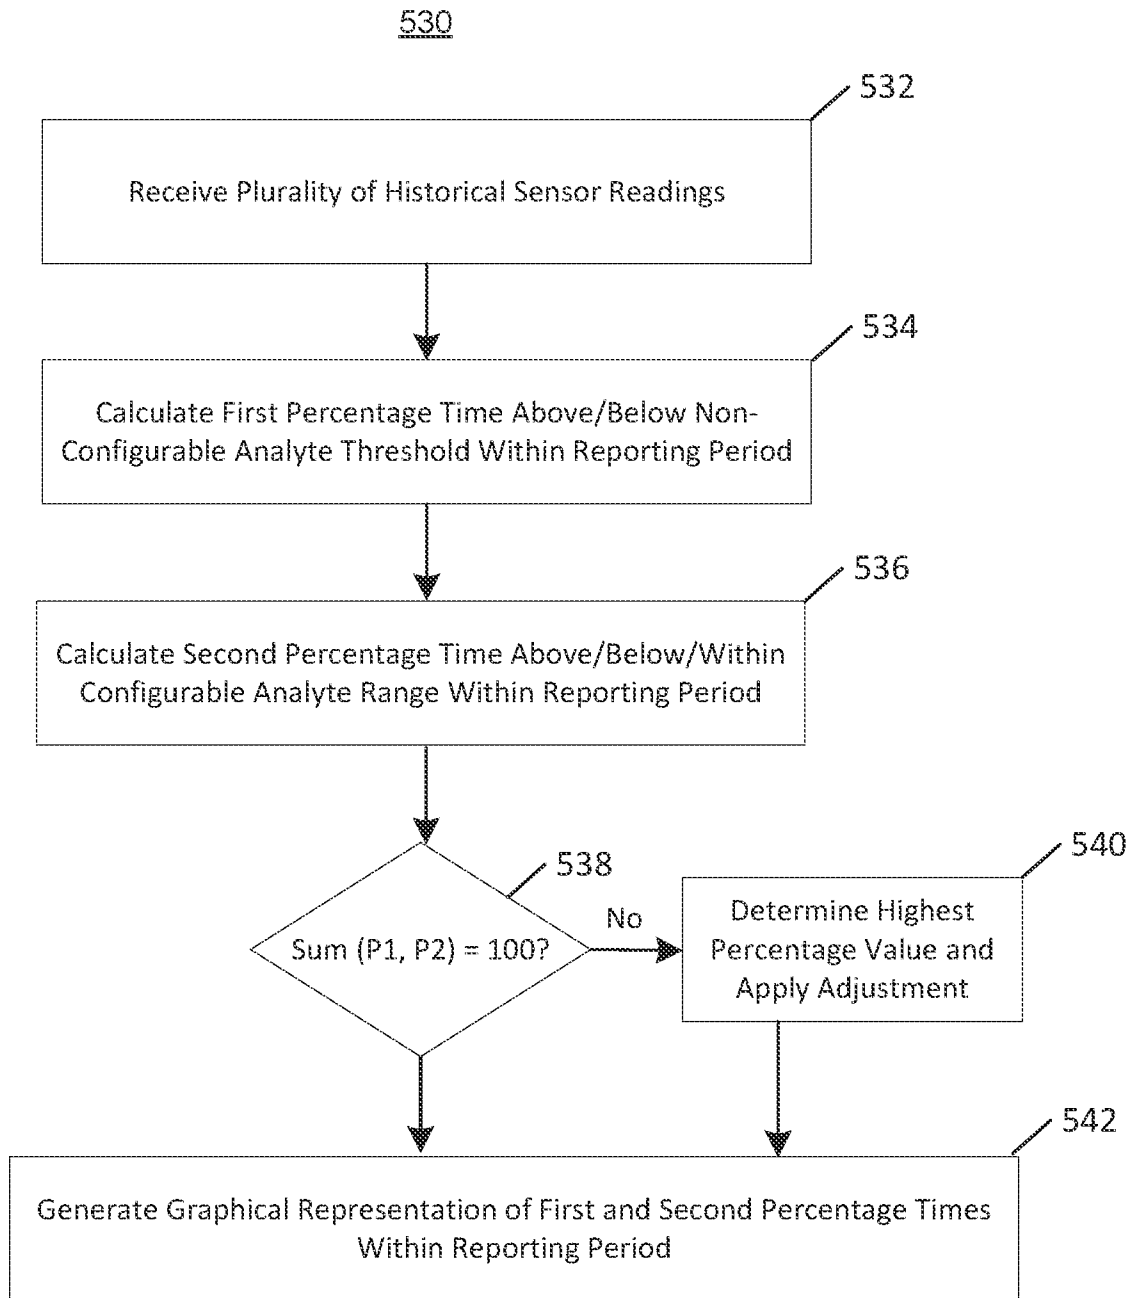 530
532
Receive Plurality of Historical Sensor Readings
534
Calculate First Percentage Time Above/Below Non-
Configurable Analyte Threshold Within Reporting Period
536
Calculate Second Percentage Time Above/Below/Within
Configurable Analyte Range Within Reporting Period
538
Sum (P1, P2) = 100?
No
540
Determine Highest
Percentage Value and
Apply Adjustment
542
Generate Graphical Representation of First and Second Percentage Times
Within Reporting Period